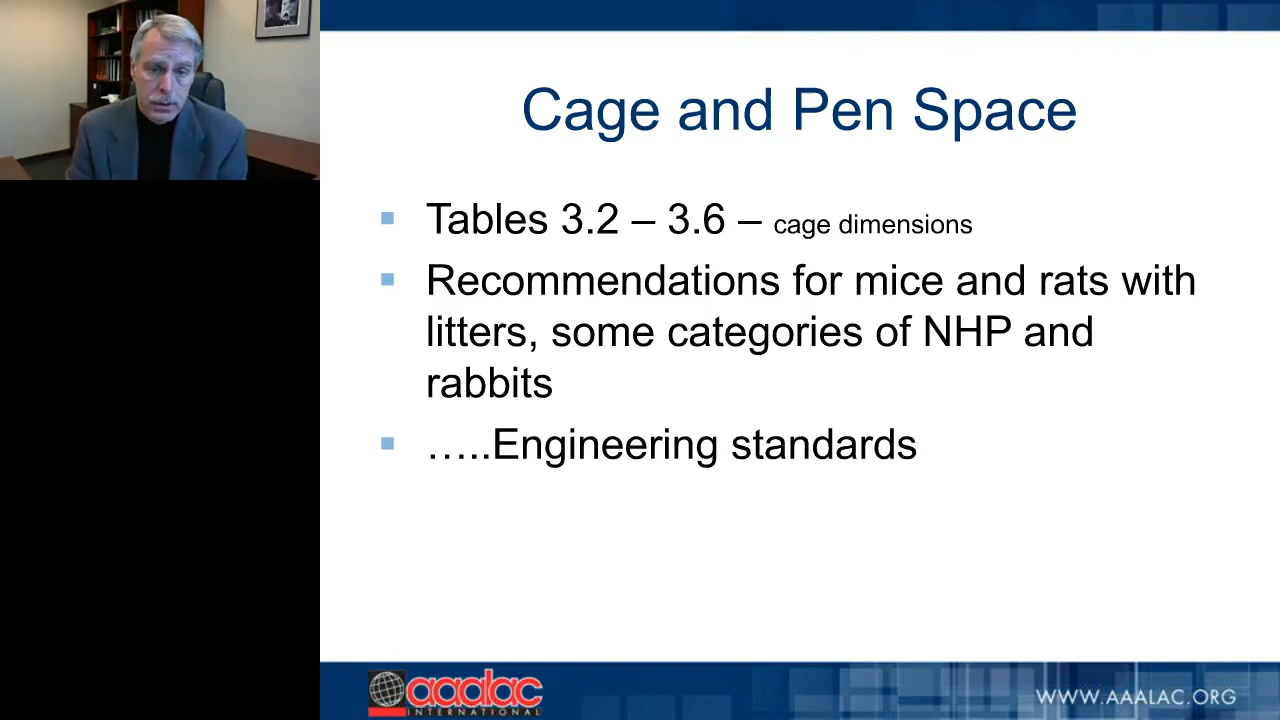 Cage and Pen Space
Tables 3.2 – 3.6 – cage dimensions
Recommendations for mice and rats with
litters, some categories of NHP and
rabbits
…..Engineering standards
aaalac
INTERNATIONAL
WWW.AAALAC.ORG